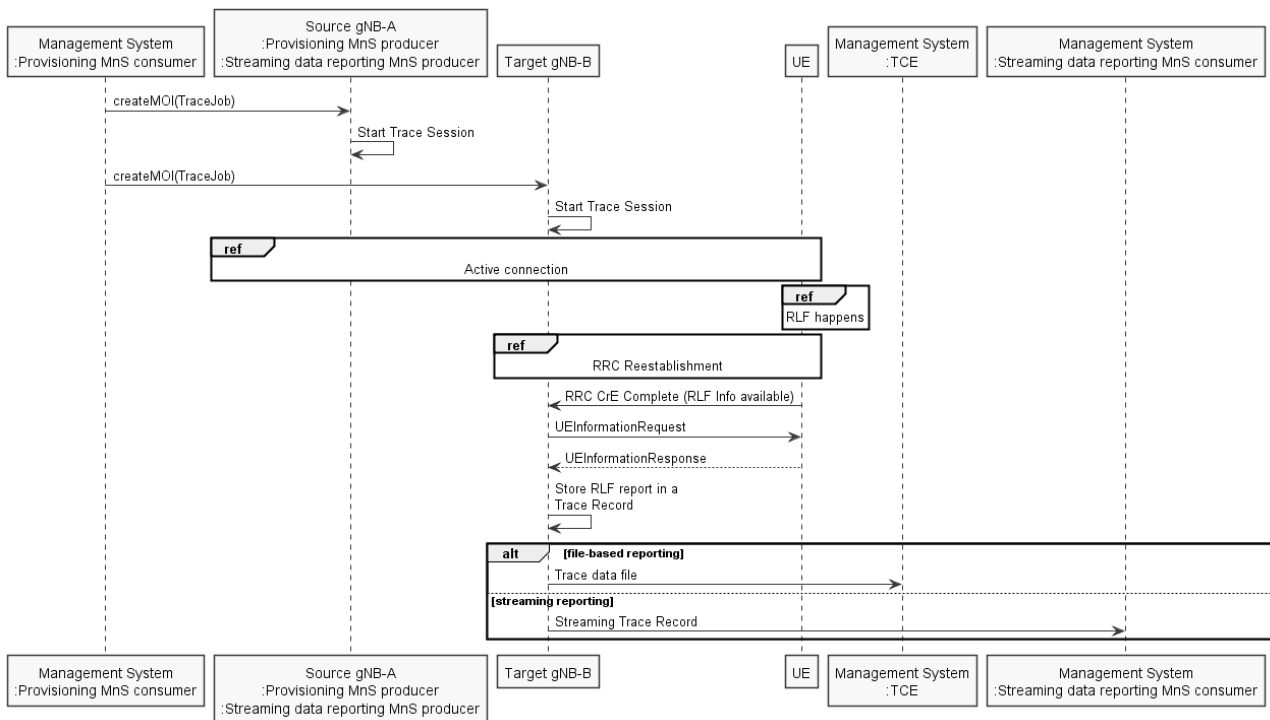 Management System
:Provisioning MnS consumer
Source gNB-A
:Provisioning MnS producer
:Streaming data reporting MnS producer
Target gNB-B
UE
Management System
:TCE
Management System
:Streaming data reporting MnS consumer
createMOI(TraceJob)
Start Trace Session
createMOI(TraceJob)
Start Trace Session
ref
Active connection
ref
RLF happens
ref
RRC Reestablishment
RRC CrE Complete (RLF Info available)
UEInformationRequest
UEInformationResponse
Store RLF report in a
Trace Record
alt
[file-based reporting]
Trace data file
[streaming reporting]
Streaming Trace Record
Management System
:Provisioning MnS consumer
Source gNB-A
:Provisioning MnS producer
:Streaming data reporting MnS producer
Target gNB-B
UE
Management System
:TCE
Management System
:Streaming data reporting MnS consumer